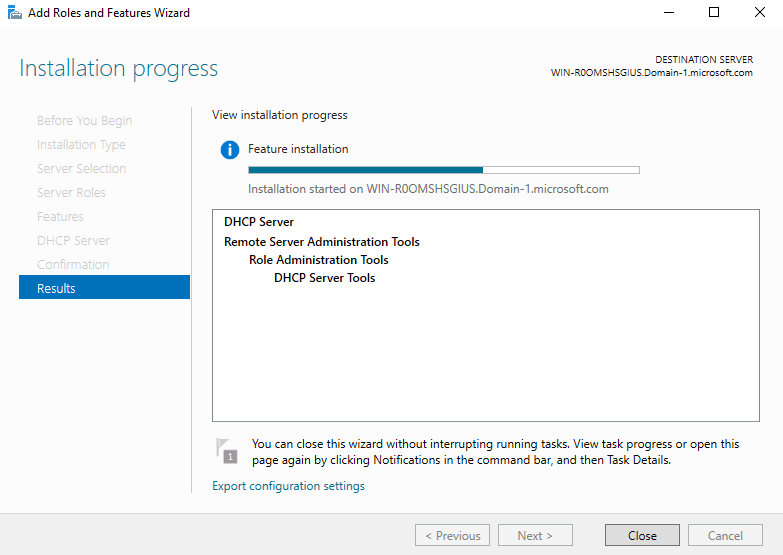 Add Roles and Features Wizard
Installation progress
DESTINATION SERVER
WIN-R0OMSHSGIUS.Domain-1.microsoft.com
Before You Begin
Installation Type
Server Selection
Server Roles
Features
DHCP Server
Confirmation
Results
View installation progress
Feature installation
Installation started on WIN-R0OMSHSGIUS.Domain-1.microsoft.com
DHCP Server
Remote Server Administration Tools
Role Administration Tools
DHCP Server Tools
1
You can close this wizard without interrupting running tasks. View task progress or open this
page again by clicking Notifications in the command bar, and then Task Details.
Export configuration settings
< Previous
Next >
Close
Cancel